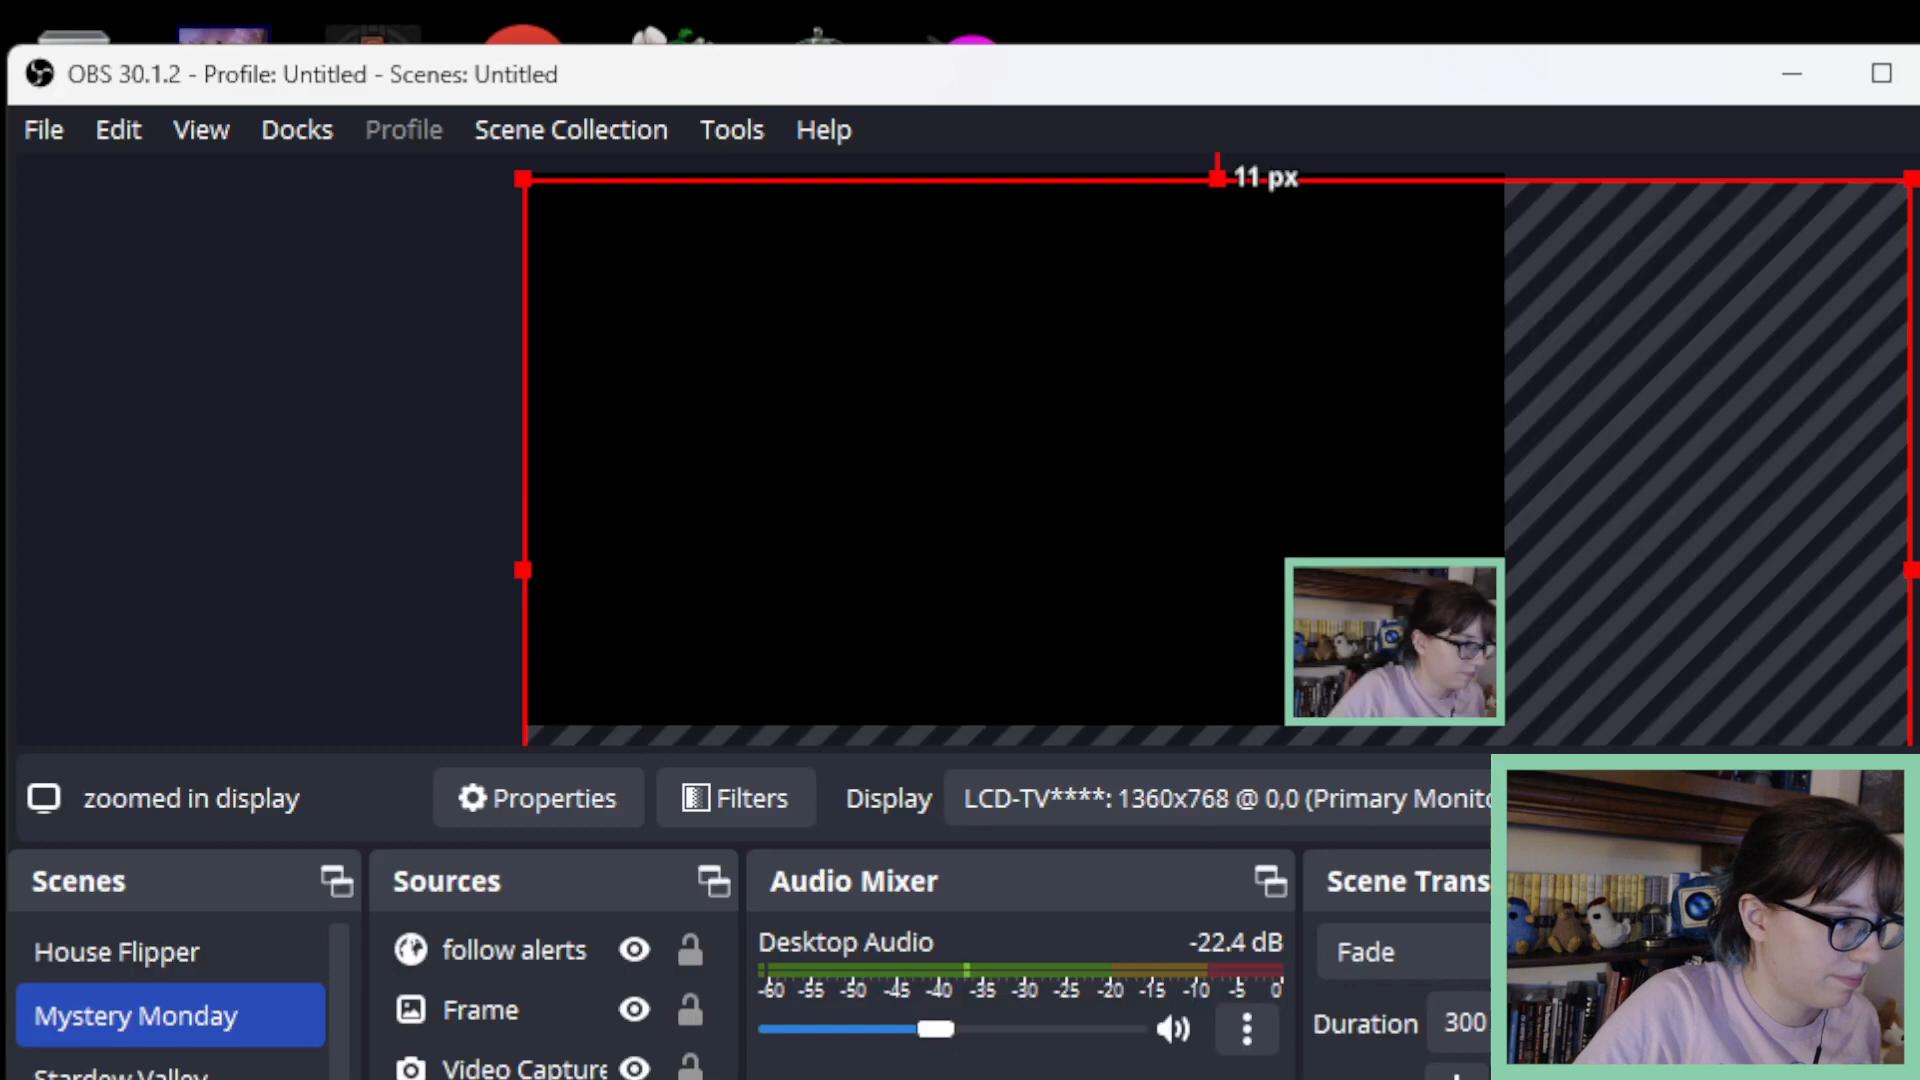 OBS 30.1.2 - Profile: Untitled - Scenes: Untitled
File Edit View Docks Profile Scene Collection Tools Help
11 px
zoomed in display
Properties
Filters
Display
LCD-TV****: 1360x768 @ 0,0 (Primary Monito
Scenes
Sources
Audio Mixer
Scene Trans
House Flipper
Mystery Monday
Stardew Valley
follow alerts
Frame
Video Capture
Desktop Audio
-22.4 dB
-60 -55 -50 -45 -40 -35 -30 -25 -20 -15 -10 -5 0
Fade
Duration
300